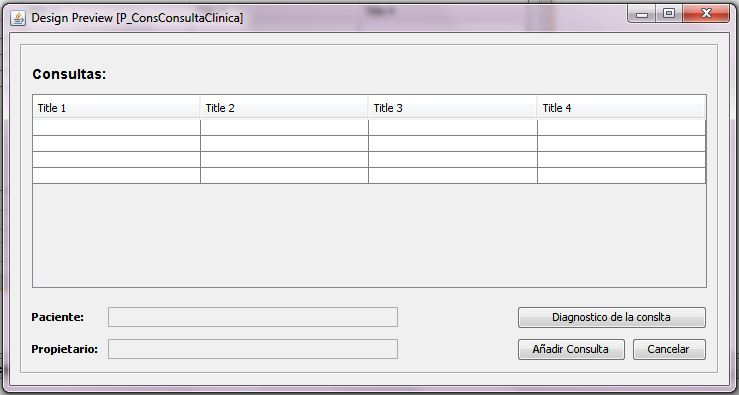 Design Preview [P_ConsConsultaClinica]
Consultas:
Title 1 Title 2 Title 3 Title 4
Paciente: Diagnostico de la conslta
Propietario: Añadir Consulta Cancelar